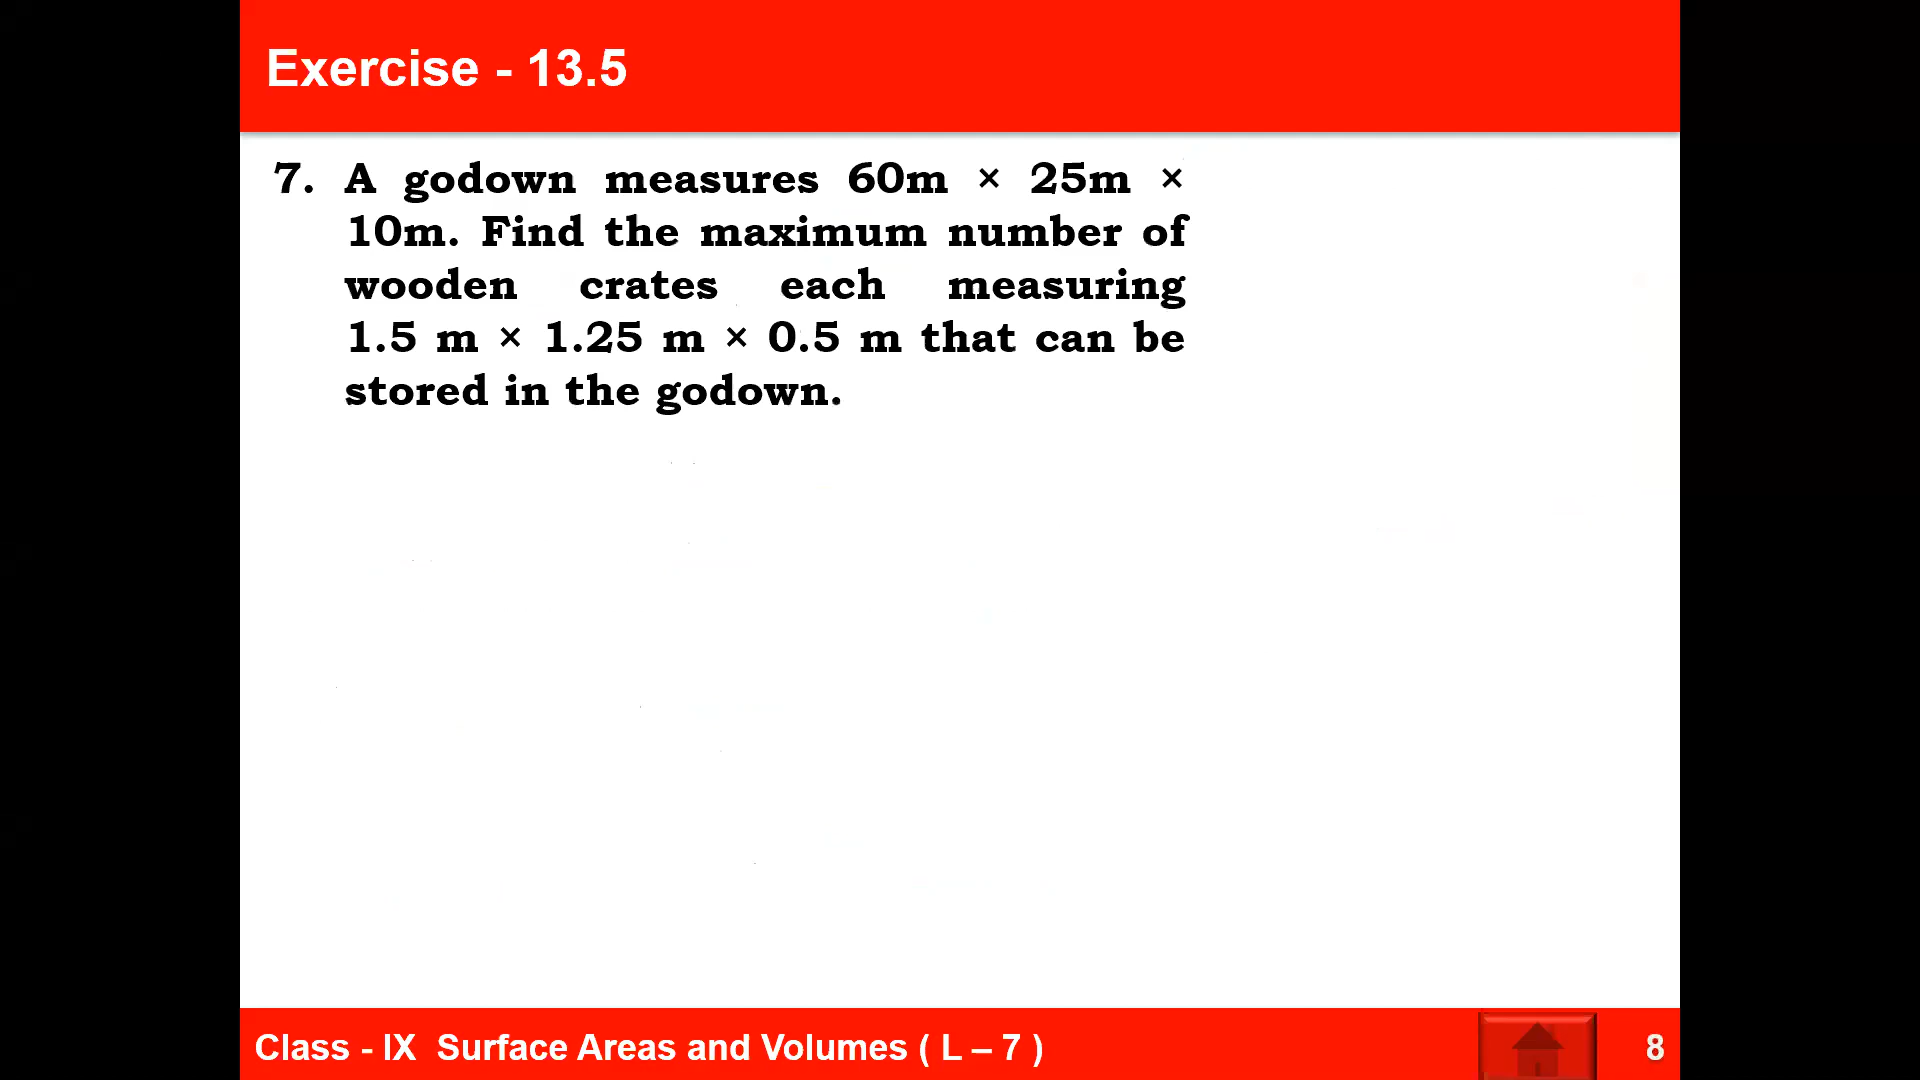 Exercise - 13.5
7. A godown measures 60m × 25m ×
10m. Find the maximum number of
wooden crates each measuring
1.5 m × 1.25 m × 0.5 m that can be
stored in the godown.
Class - IX Surface Areas and Volumes ( L – 7 )
8